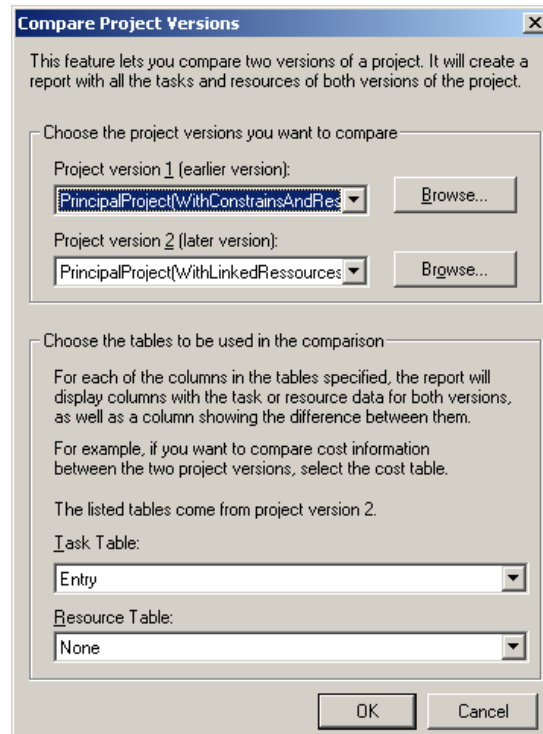 Compare Project Versions
This feature lets you compare two versions of a project. It will create a
report with all the tasks and resources of both versions of the project.
Choose the project versions you want to compare
Project version 1 (earlier version):
PrincipalProject(WithConstrainsAndRes
Browse...
Project version 2 (later version):
PrincipalProject(WithLinkedRessources
Browse...
Choose the tables to be used in the comparison
For each of the columns in the tables specified, the report will
display columns with the task or resource data for both versions,
as well as a column showing the difference between them.
For example, if you want to compare cost information
between the two project versions, select the cost table.
The listed tables come from project version 2.
Task Table:
Entry
Resource Table:
None
OK
Cancel